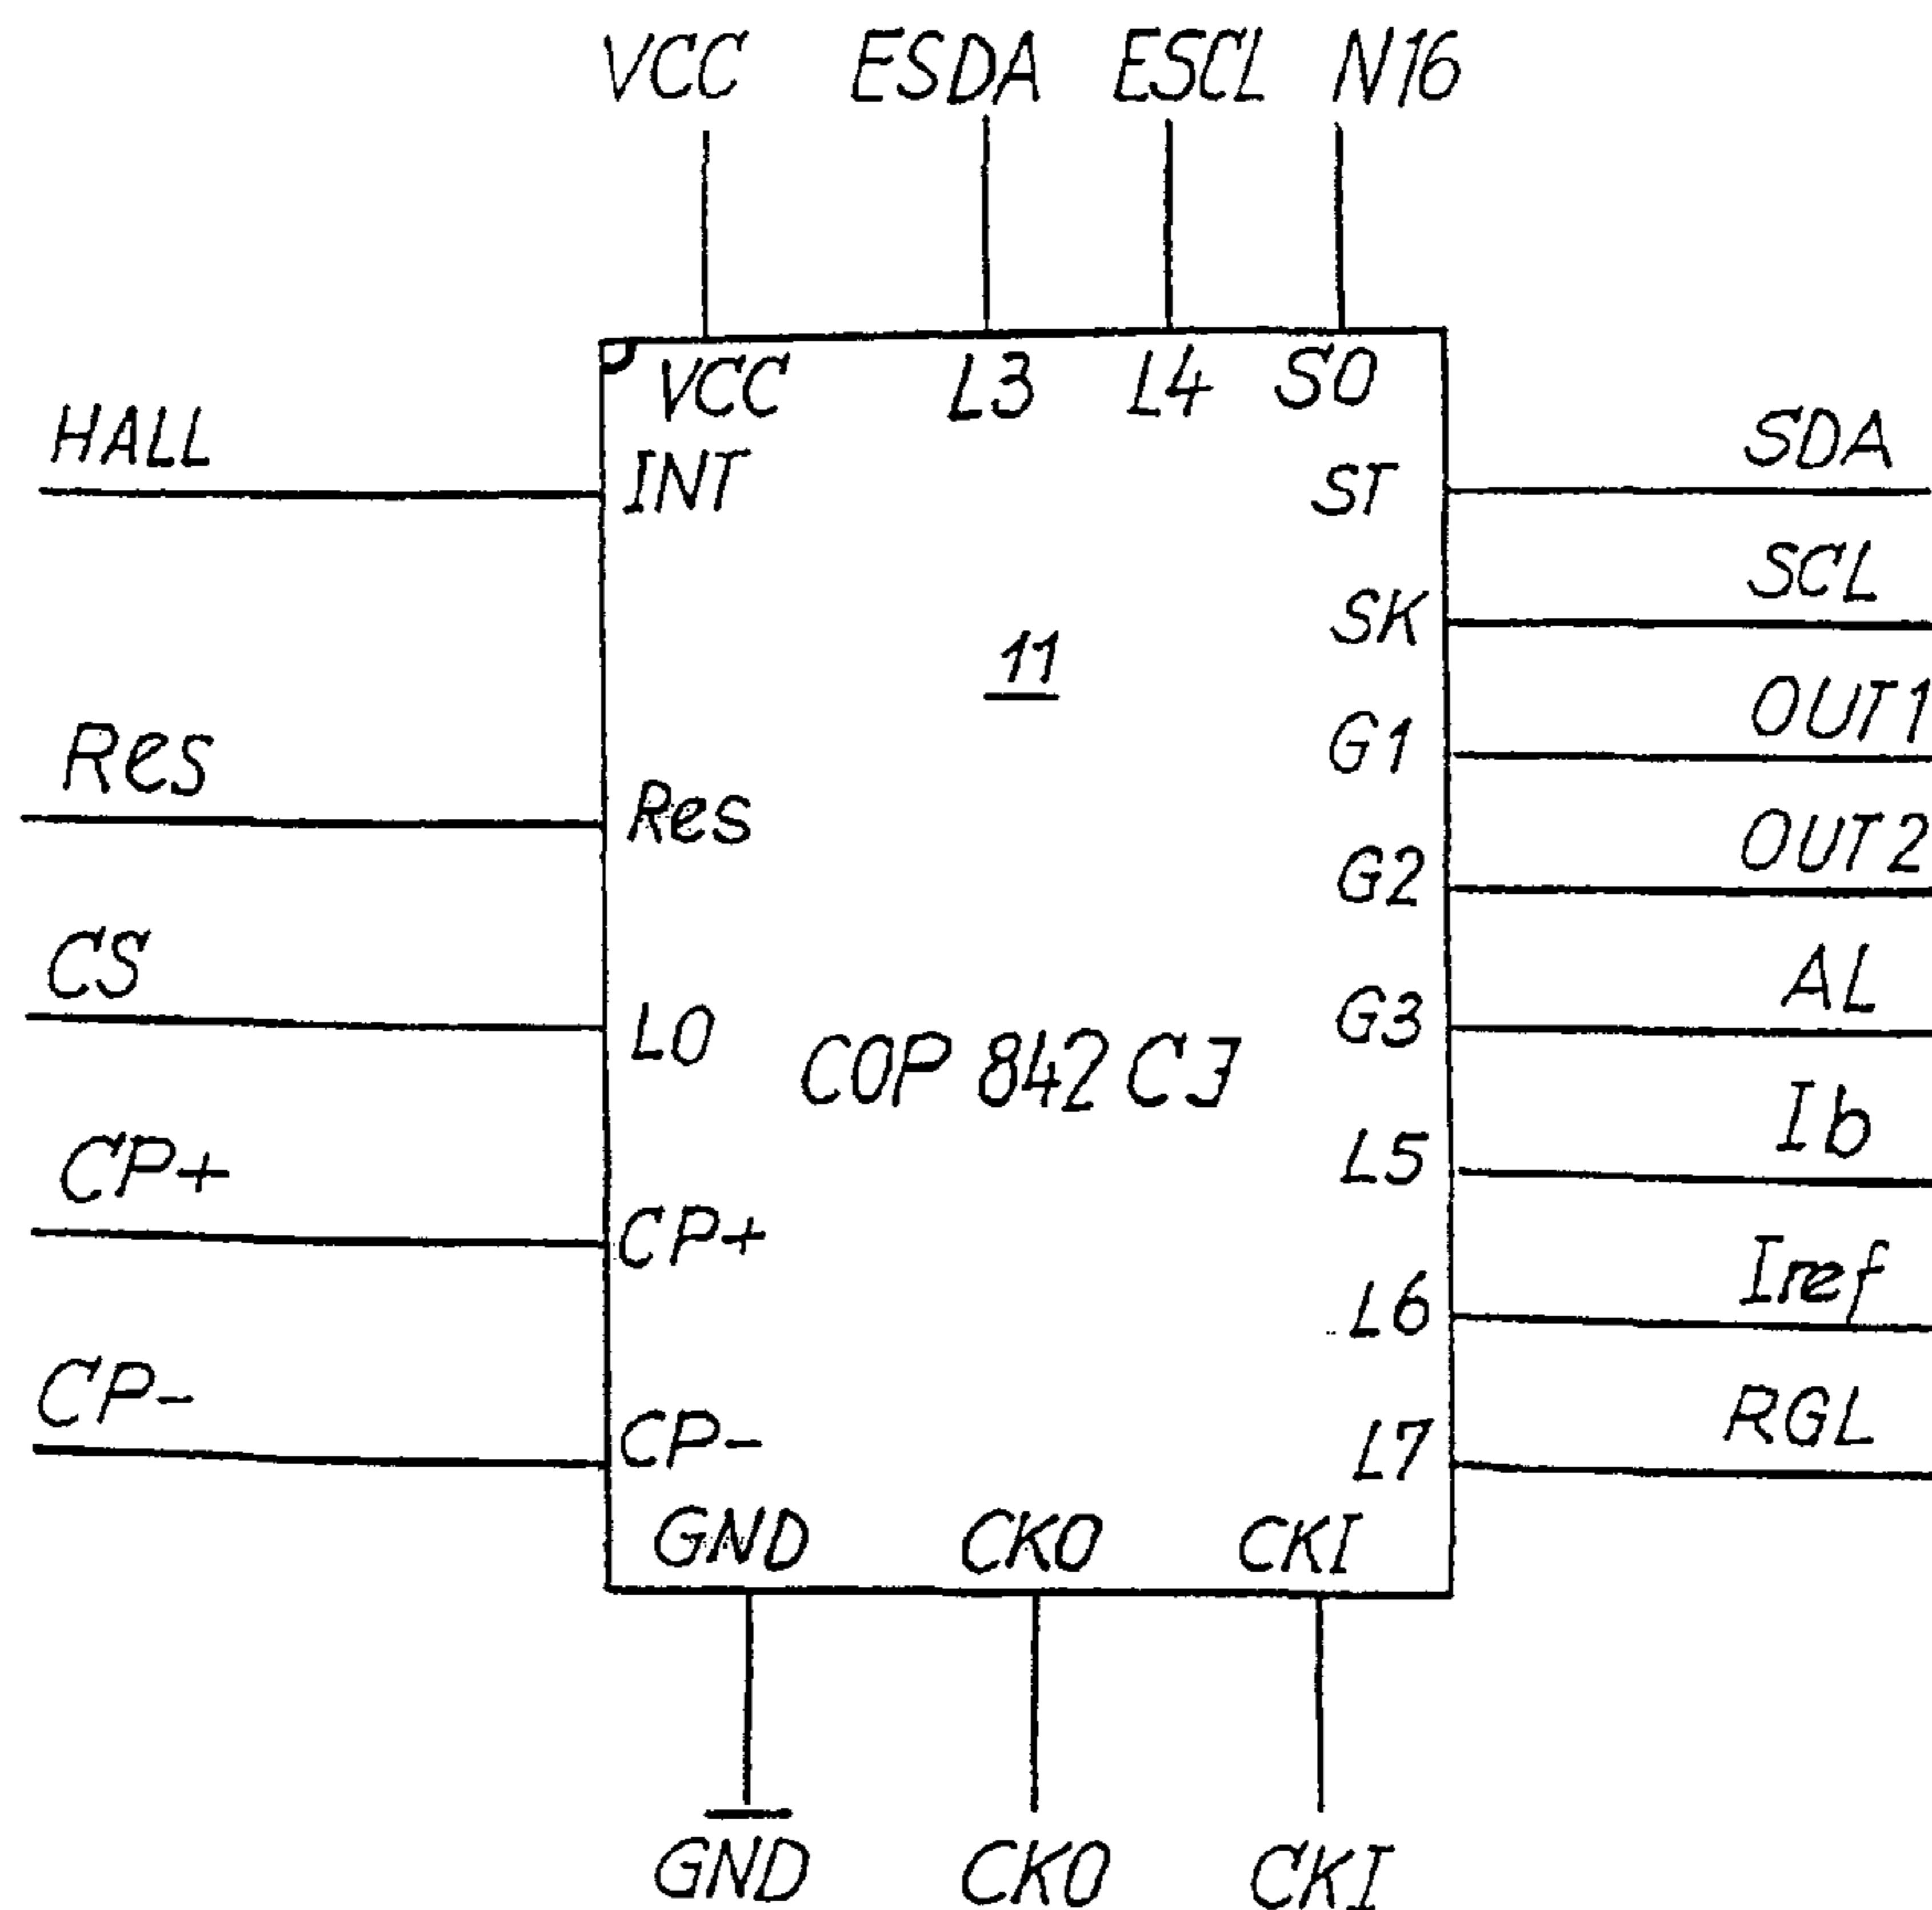 VCC ESDA ESCL N16
VCC L3 L4 SO
HALL INT ST SDA
SK SCL
11
G1 OUT1
Res Res
G2 OUT2
CS L0
G3 AL
COP 842 CJ
L5 Ib
CP+ CP+
L6 Iref
CP- CP-
L7 RGL
GND CKO CKI
GND CKO CKI